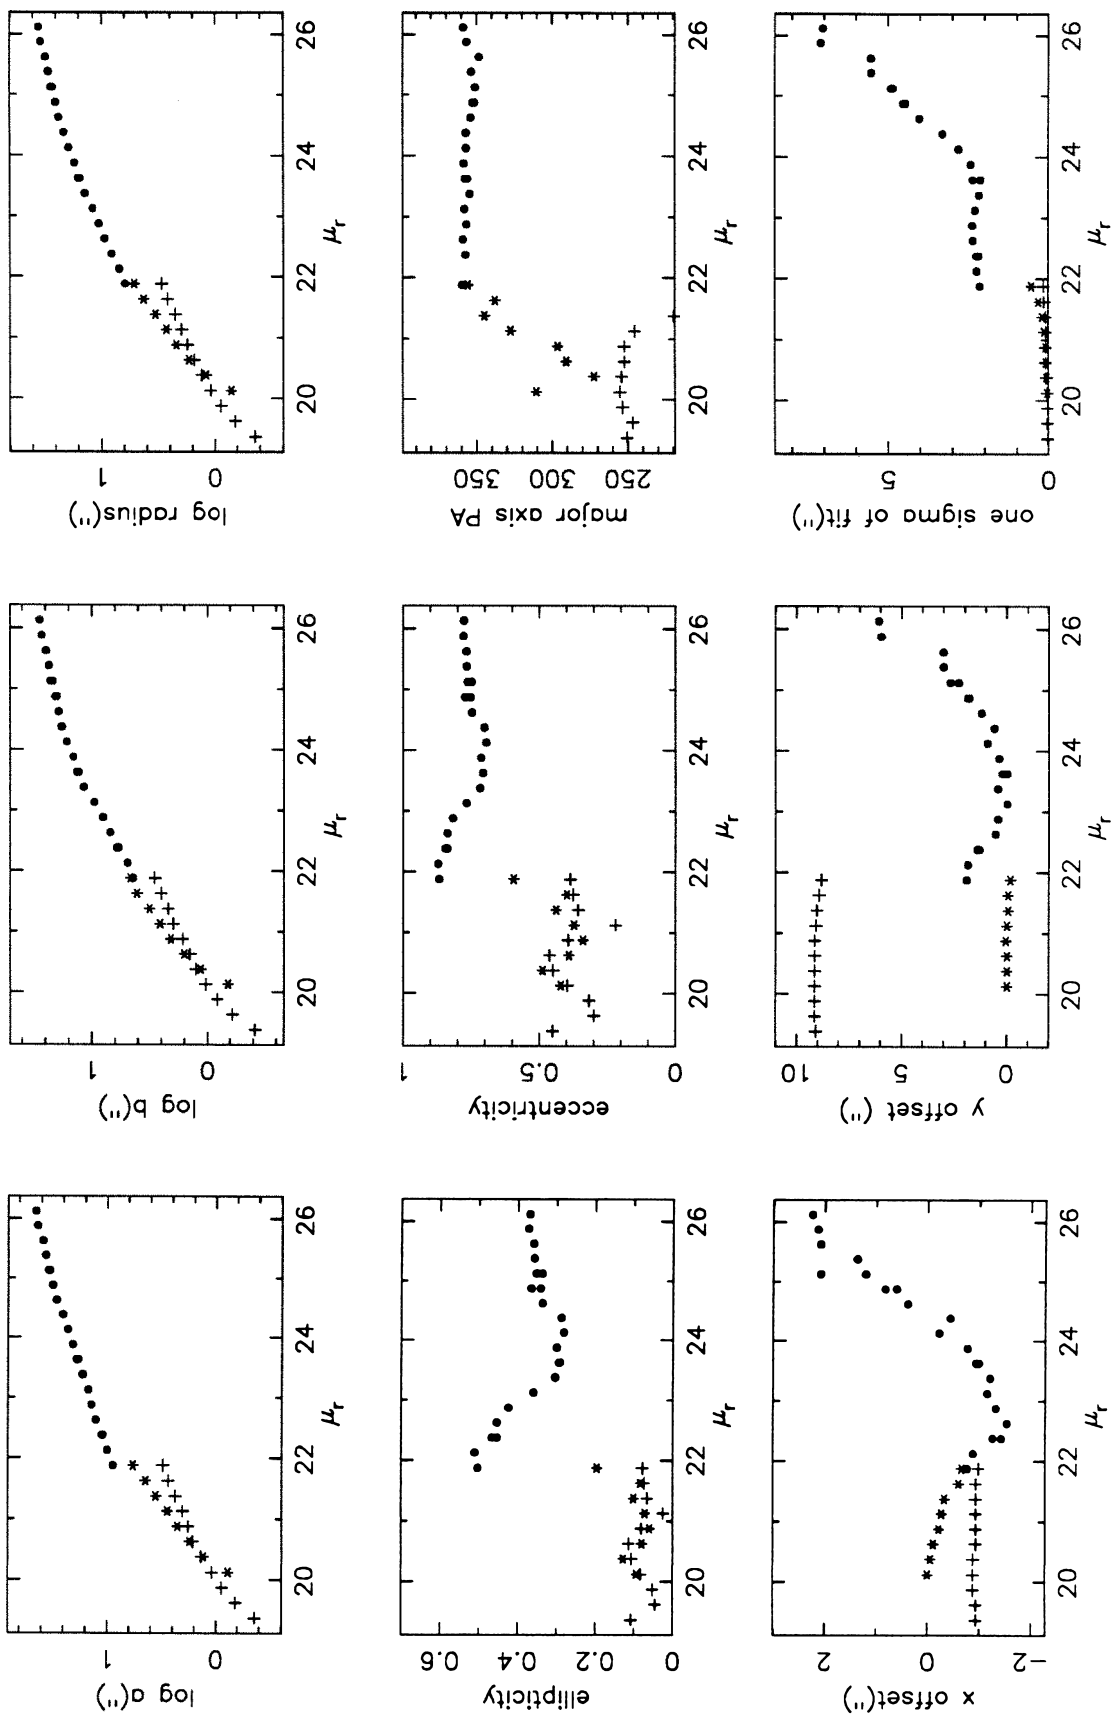 log a(")
1
0
20 22 24 26
μr
log b(")
1
0
20 22 24 26
μr
log radius(")
1
0
20 22 24 26
μr
ellipticity
0.6
0.4
0.2
0
20 22 24 26
μr
eccentricity
1
0.5
0
20 22 24 26
μr
major axis PA
350
300
250
20 22 24 26
μr
x offset(")
2
0
-2
20 22 24 26
μr
y offset (")
10
5
0
20 22 24 26
μr
one sigma of fit(")
5
0
20 22 24 26
μr